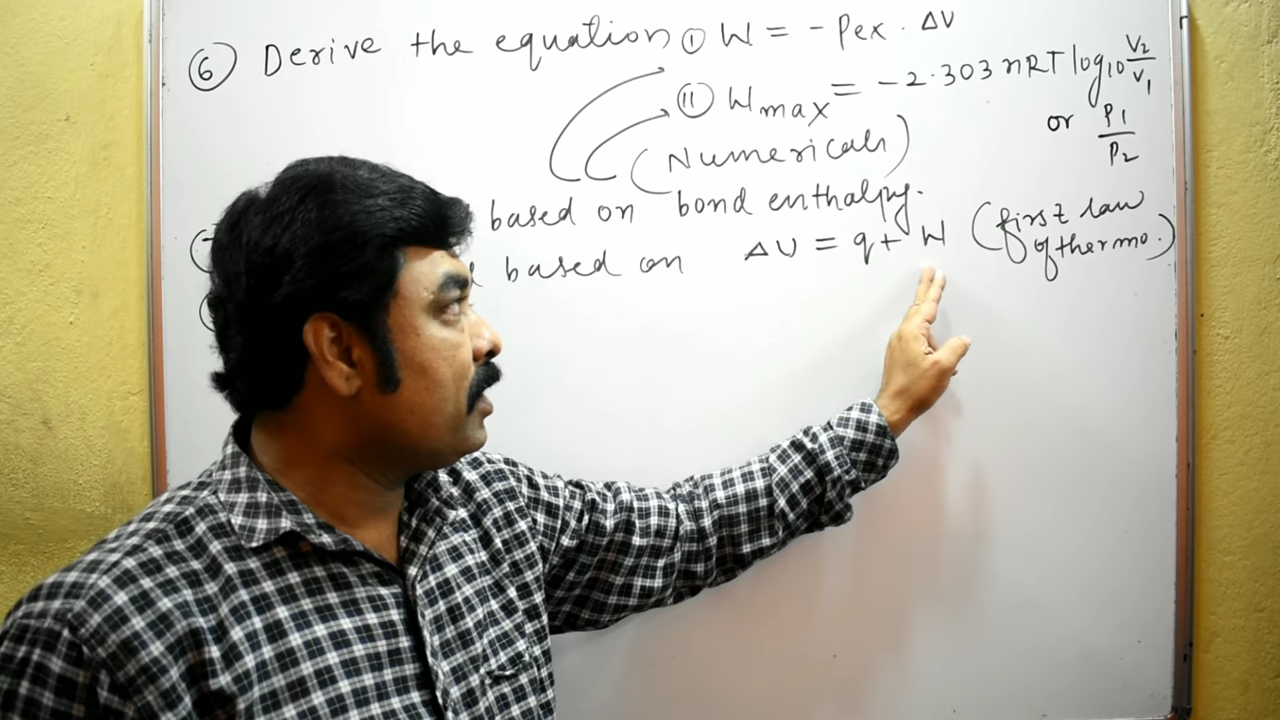 ⑥ Derive the equation ① W = - Pex . ΔV
② Wmax = - 2.303 nRT log10 V2/V1
or P1/P2
(Numericals)
based on bond enthalpy.
based on ΔU = q + W (first law of thermo.)